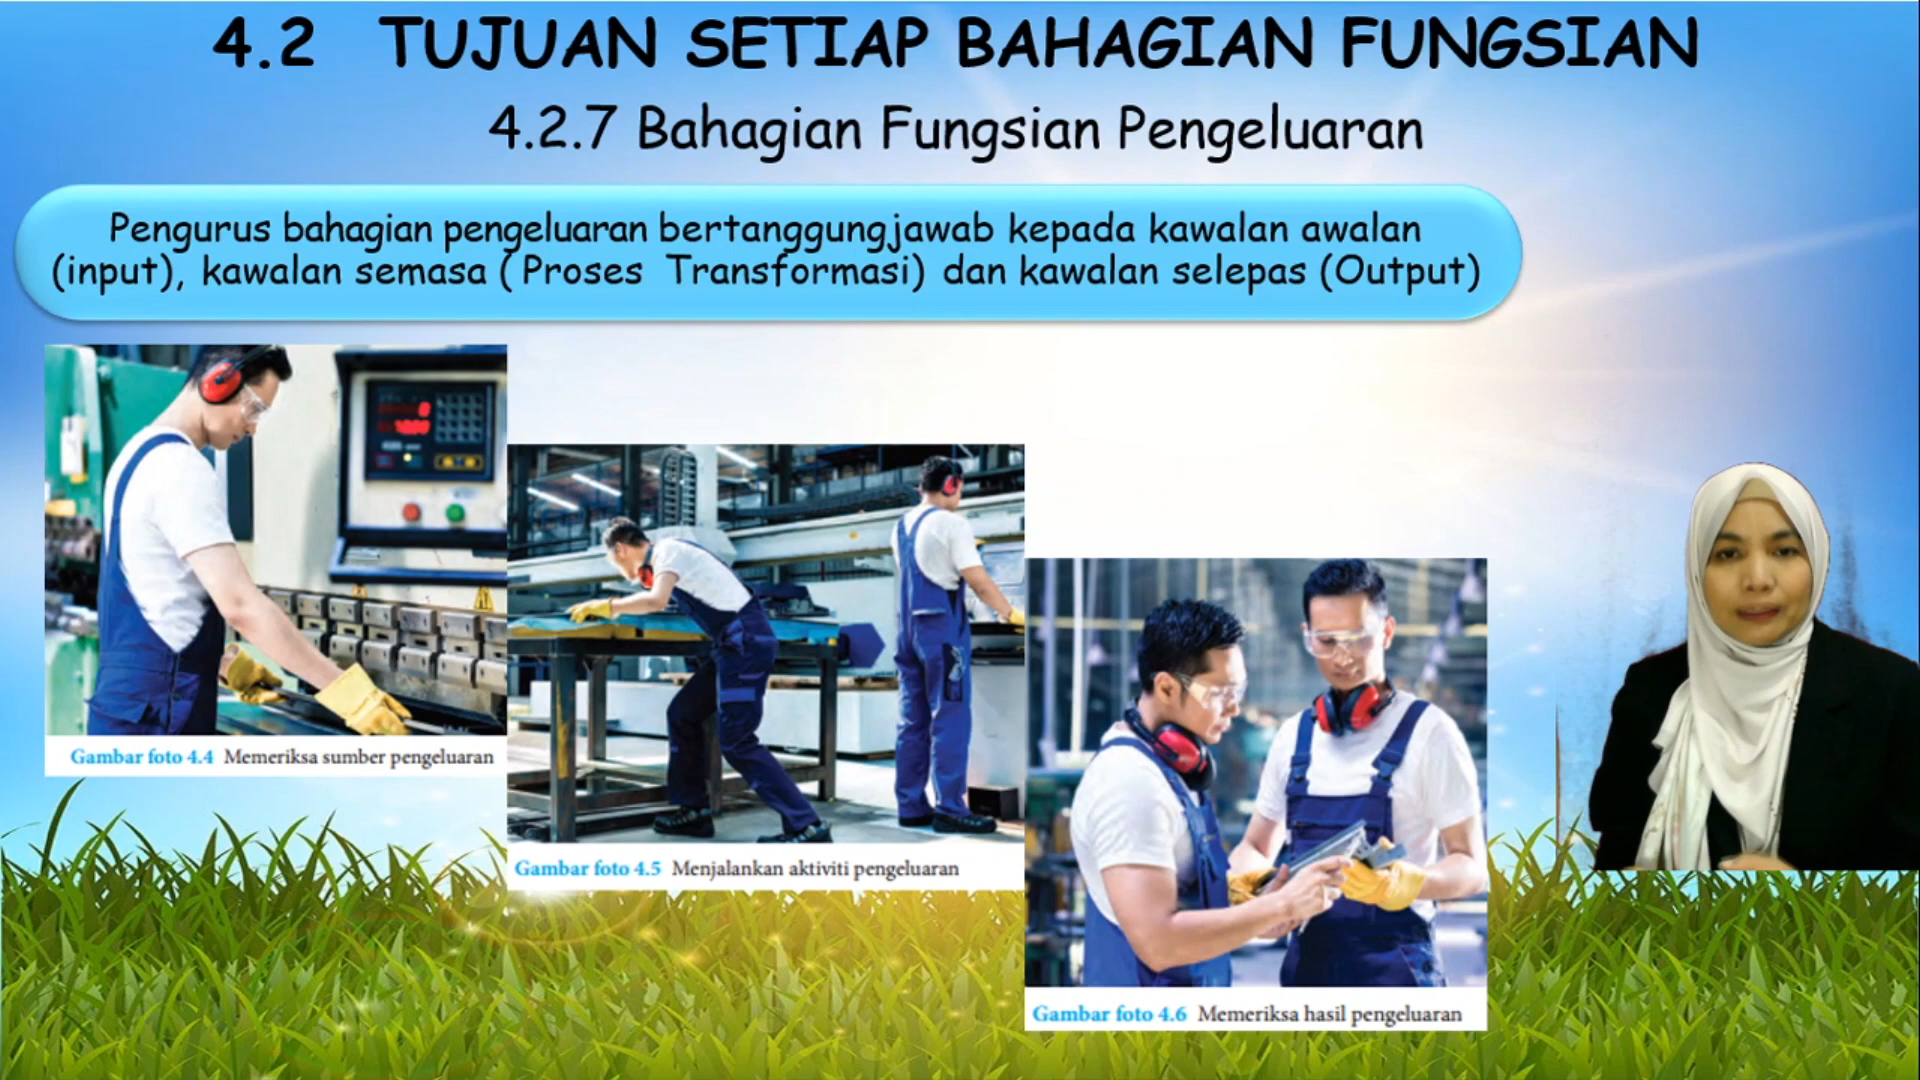 4.2 TUJUAN SETIAP BAHAGIAN FUNGSIAN
4.2.7 Bahagian Fungsian Pengeluaran
Pengurus bahagian pengeluaran bertanggungjawab kepada kawalan awalan
(input), kawalan semasa ( Proses Transformasi) dan kawalan selepas (Output)
Gambar foto 4.4 Memeriksa sumber pengeluaran
Gambar foto 4.5 Menjalankan aktiviti pengeluaran
Gambar foto 4.6 Memeriksa hasil pengeluaran